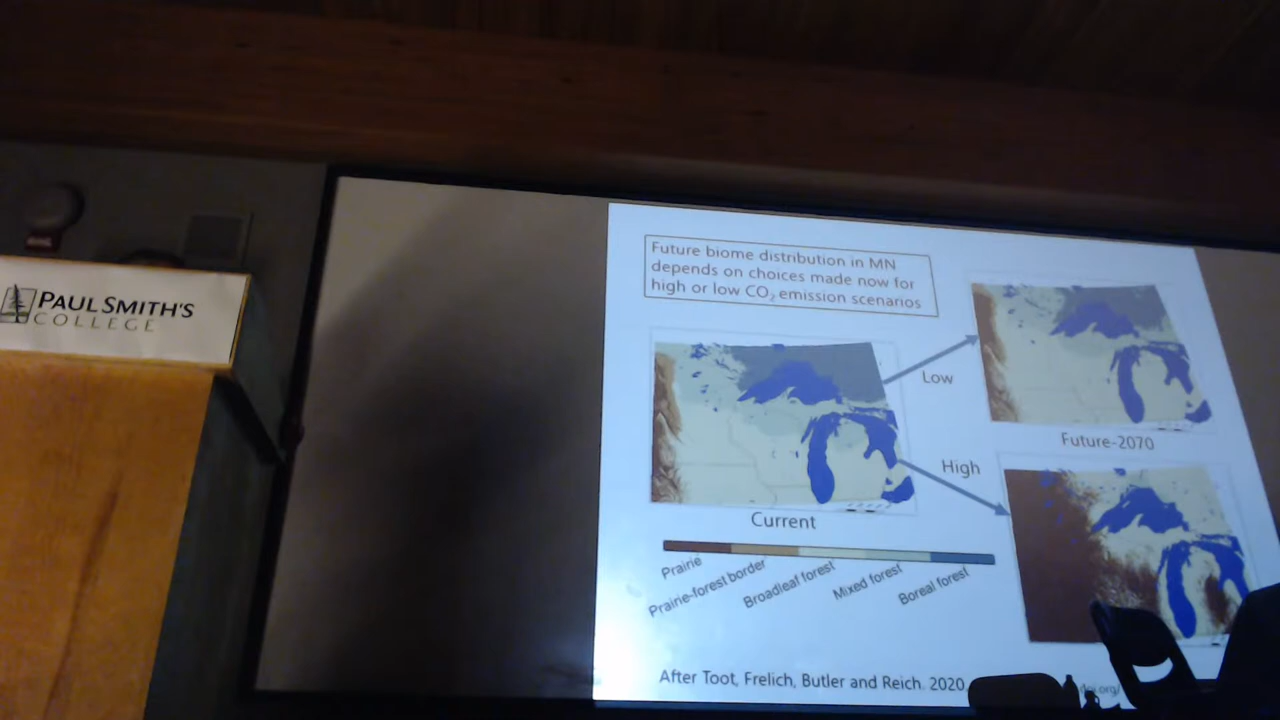 PAUL SMITH'S
COLLEGE
Future biome distribution in MN
depends on choices made now for
high or low CO₂ emission scenarios
Low
Future-2070
High
Current
Prairie
Prairie-forest border
Broadleaf forest
Mixed forest
Boreal forest
After Toot, Frelich, Butler and Reich. 2020
doi.org/